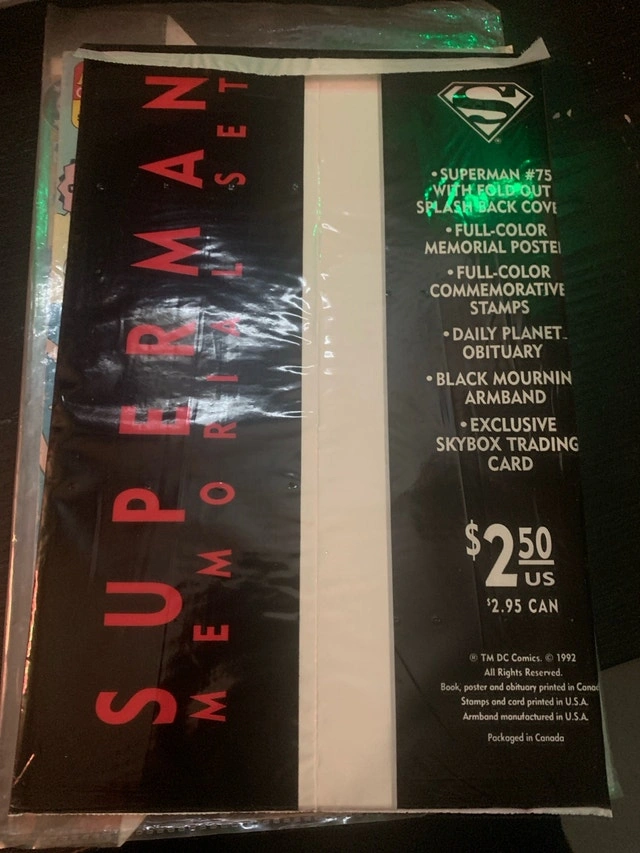 SUPERMAN
MEMORIAL SET
• SUPERMAN #75
WITH FOLD OUT
SPLASH BACK COVE
• FULL-COLOR
MEMORIAL POSTE
• FULL-COLOR
COMMEMORATIVE
STAMPS
• DAILY PLANET
OBITUARY
• BLACK MOURNIN
ARMBAND
• EXCLUSIVE
SKYBOX TRADING
CARD
$2.50
US
$2.95 CAN
® TM DC Comics. © 1992
All Rights Reserved.
Book, poster and obituary printed in Canad
Stamps and card printed in U.S.A.
Armband manufactured in U.S.A.
Packaged in Canada